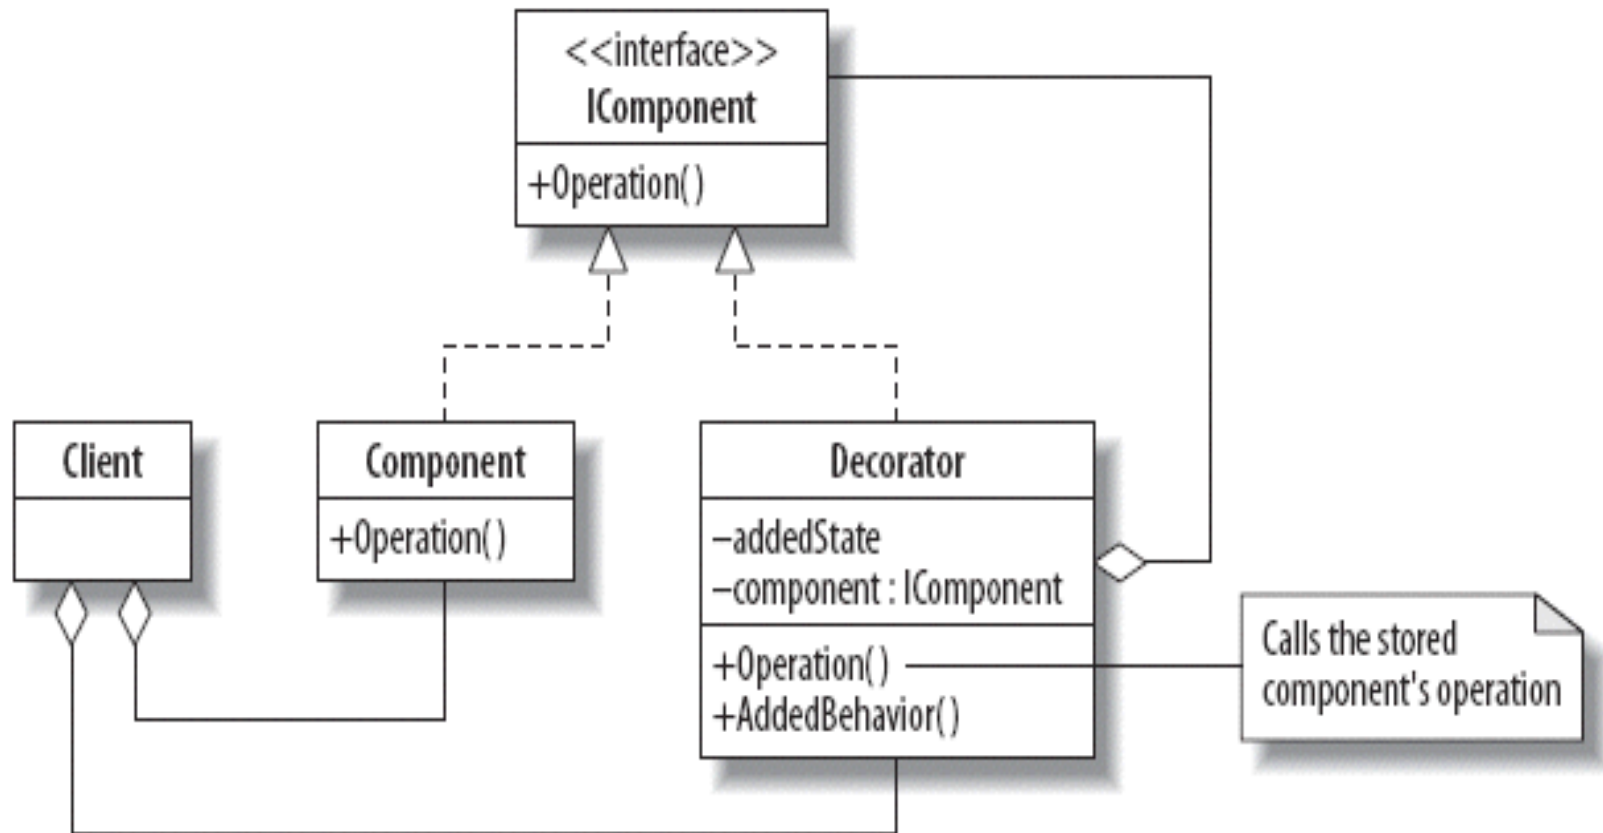 <<interface>>
IComponent
+Operation()
Client
Component
+Operation()
Decorator
–addedState
–component : IComponent
+Operation()
+AddedBehavior()
Calls the stored
component's operation